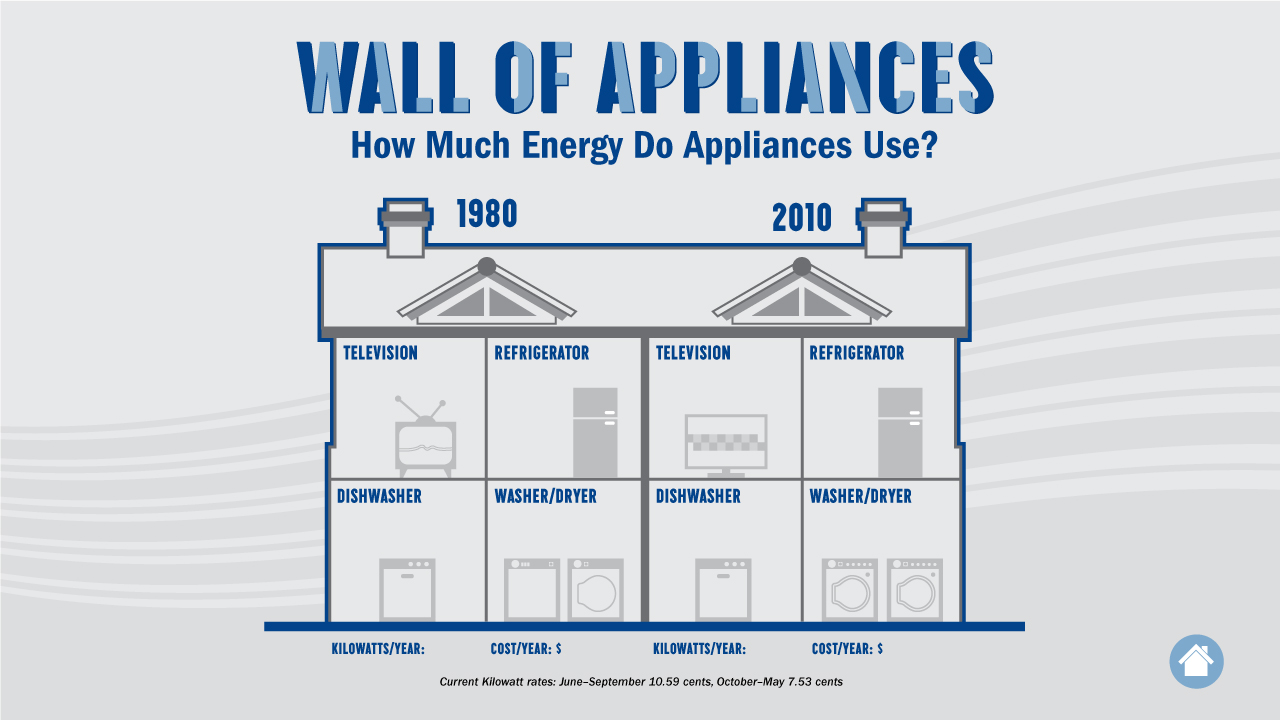 WALL OF APPLIANCES
How Much Energy Do Appliances Use?
1980
2010
TELEVISION
REFRIGERATOR
TELEVISION
REFRIGERATOR
DISHWASHER
WASHER/DRYER
DISHWASHER
WASHER/DRYER
KILOWATTS/YEAR:
COST/YEAR: $
KILOWATTS/YEAR:
COST/YEAR: $
Current Kilowatt rates: June–September 10.59 cents, October–May 7.53 cents